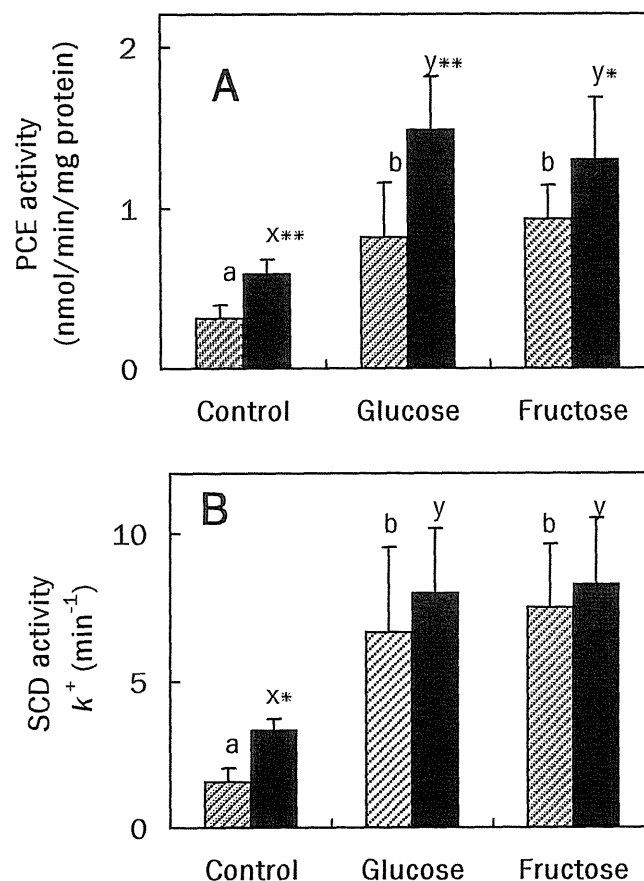 A
PCE activity
(nmol/min/mg protein)
2
1
0
a
x**
b
y**
b
y*
Control Glucose Fructose
B
SCD activity
k+ (min-1)
10
5
0
a
x*
b
y
b
y
Control Glucose Fructose